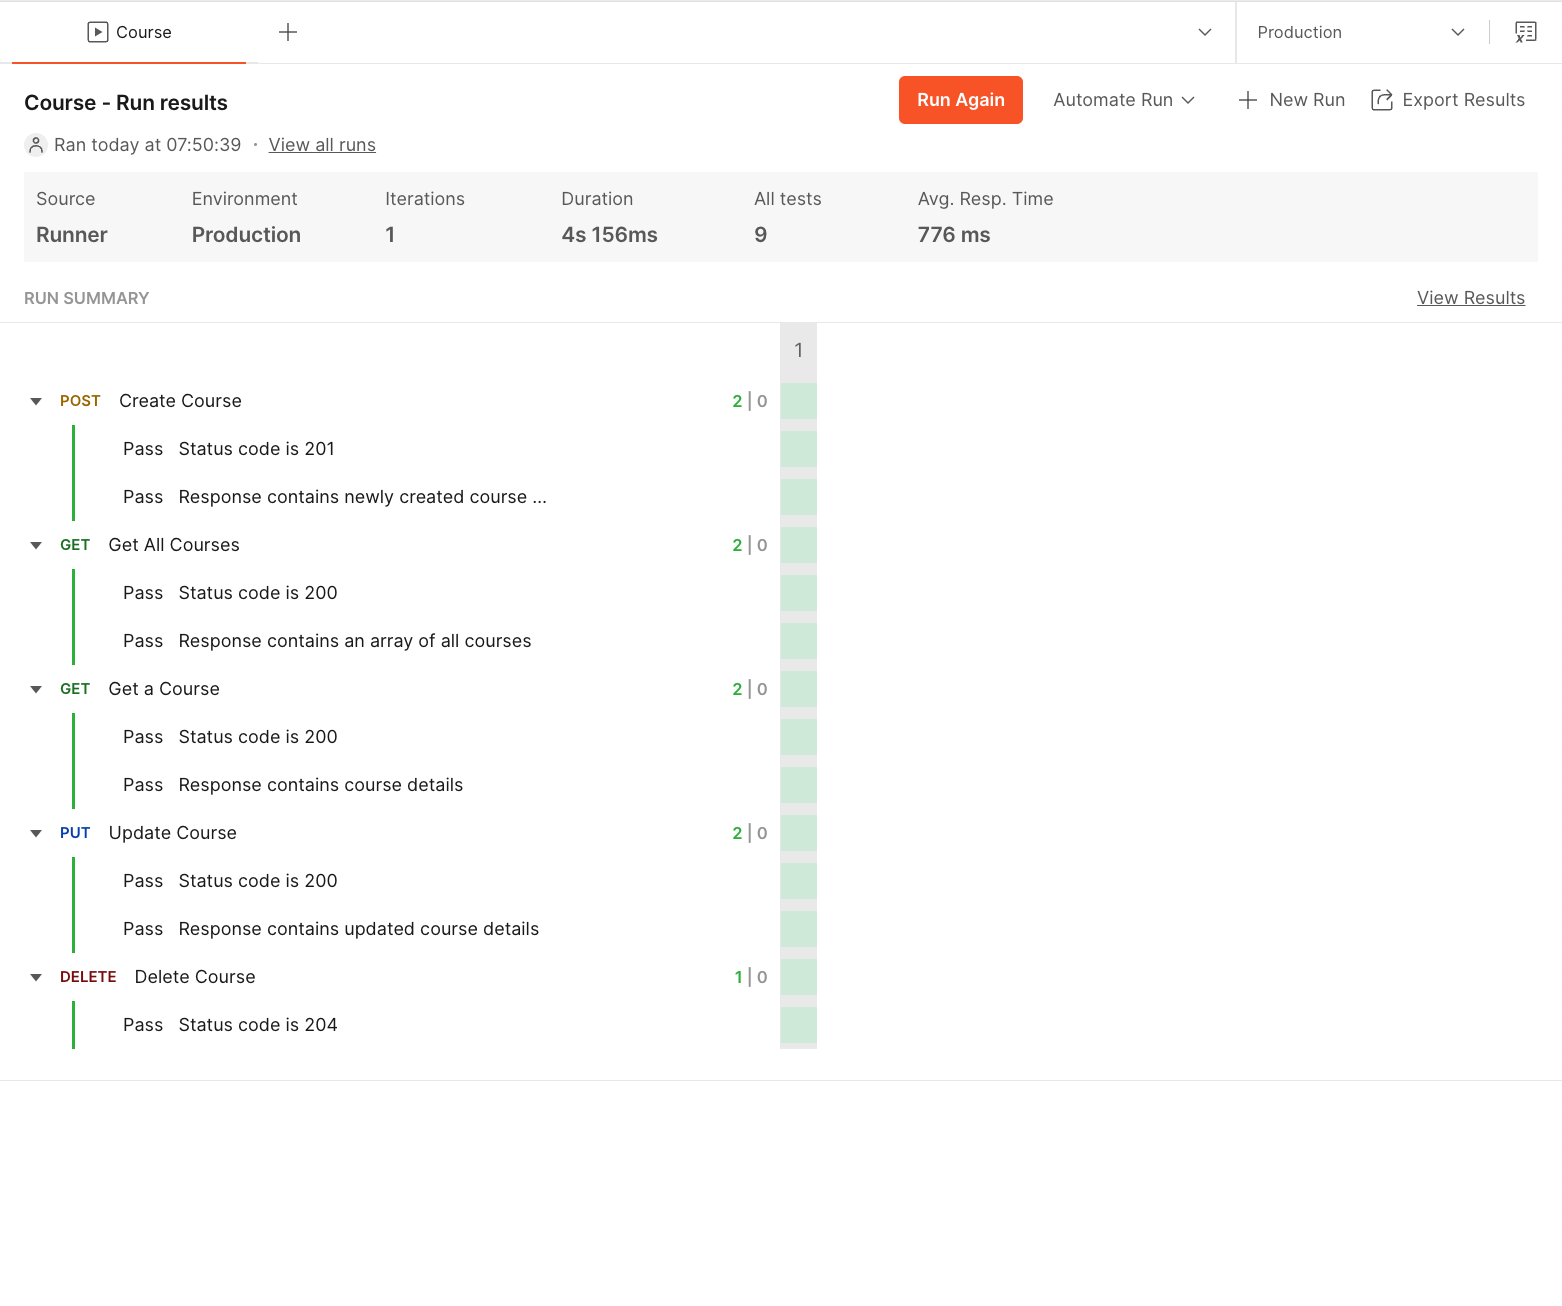 Course
Production
Course - Run results
Run Again
Automate Run
New Run
Export Results
Ran today at 07:50:39 · View all runs
Source Environment Iterations Duration All tests Avg. Resp. Time
Runner Production 1 4s 156ms 9 776 ms
RUN SUMMARY View Results
1
POST Create Course 2 | 0
Pass Status code is 201
Pass Response contains newly created course ...
GET Get All Courses 2 | 0
Pass Status code is 200
Pass Response contains an array of all courses
GET Get a Course 2 | 0
Pass Status code is 200
Pass Response contains course details
PUT Update Course 2 | 0
Pass Status code is 200
Pass Response contains updated course details
DELETE Delete Course 1 | 0
Pass Status code is 204